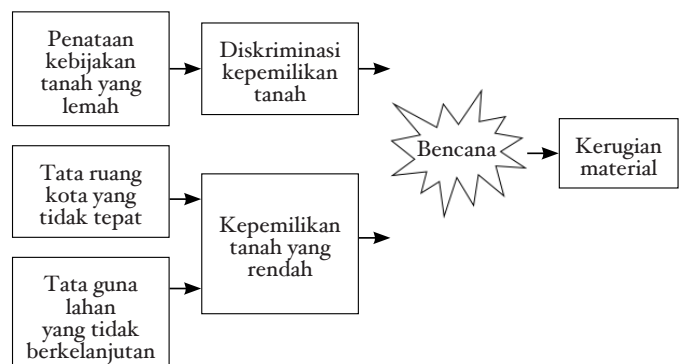 Penataan
kebijakan
tanah yang
lemah
Diskriminasi
kepemilikan
tanah
Tata ruang
kota yang
tidak tepat
Kepemilikan
tanah yang
rendah
Tata guna
lahan
yang tidak
berkelanjutan
Bencana
Kerugian
material